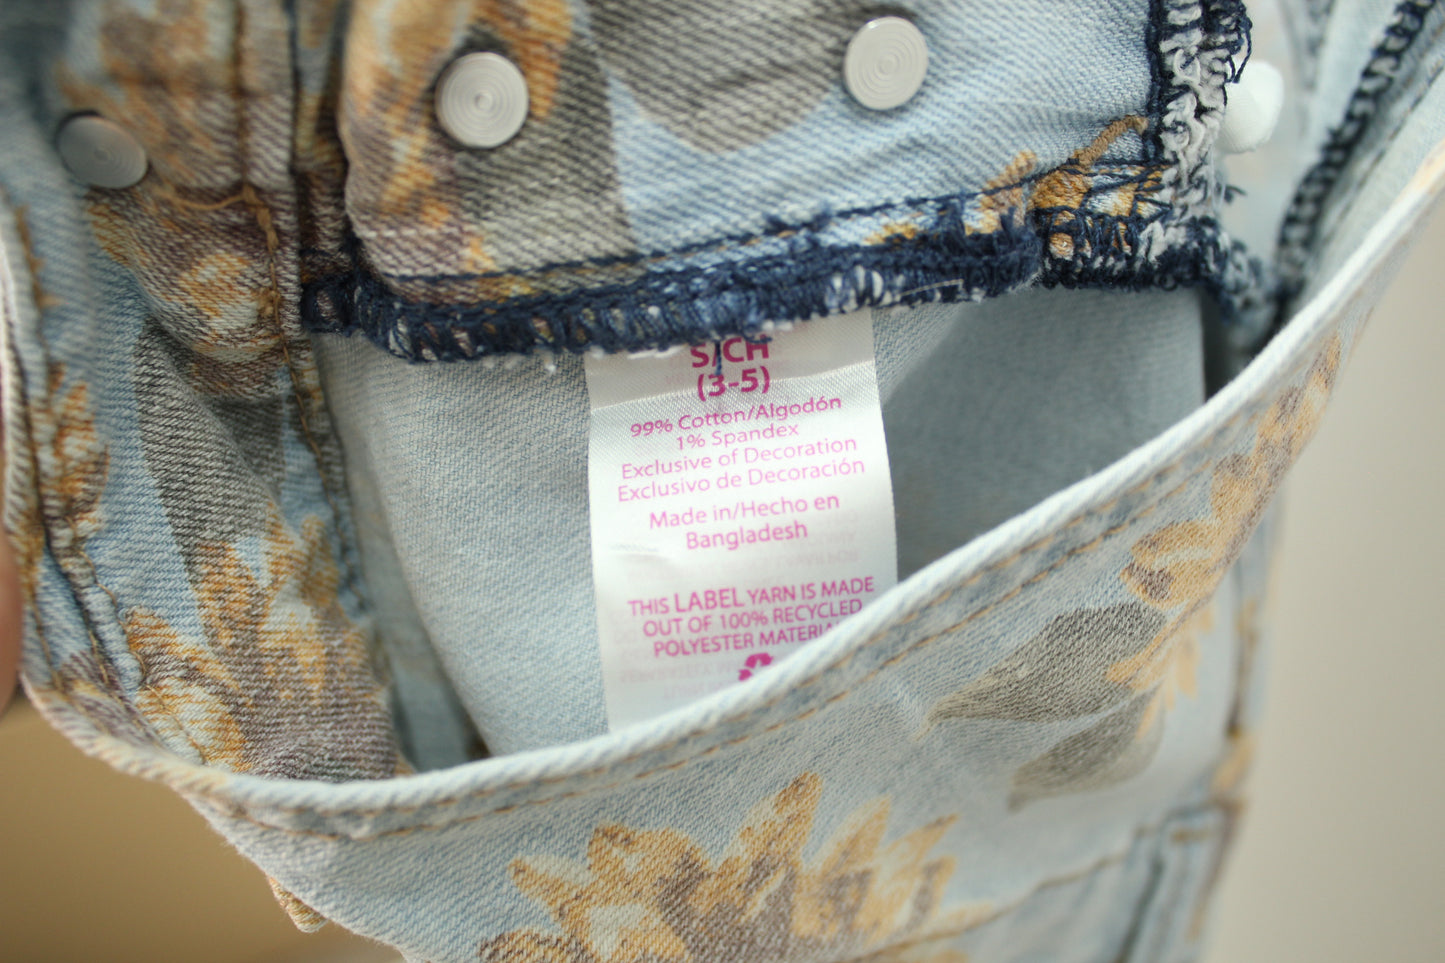 S/CH
(3-5)
99% Cotton/Algodón
1% Spandex
Exclusive of Decoration
Exclusivo de Decoración
Made in/Hecho en
Bangladesh
THIS LABEL YARN IS MADE
OUT OF 100% RECYCLED
POLYESTER MATERIAL